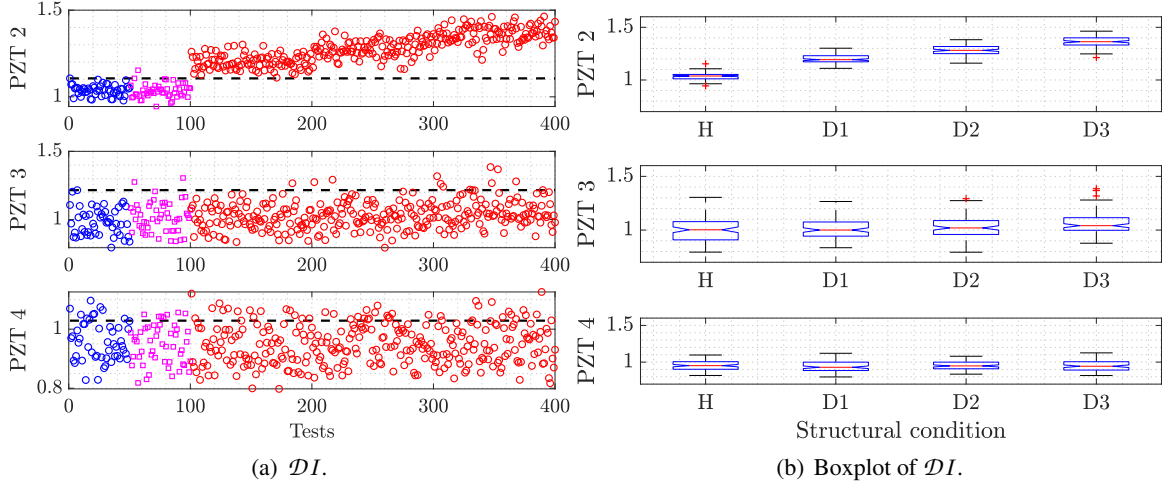 PZT 2
1.5
1
0
100
200
300
400
PZT 3
1.5
1
0
100
200
300
400
PZT 4
1
0.8
0
100
200
300
400
Tests
(a) DI.
PZT 2
1.5
1
H
D1
D2
D3
PZT 3
1.5
1
H
D1
D2
D3
PZT 4
1.5
1
H
D1
D2
D3
Structural condition
(b) Boxplot of DI.